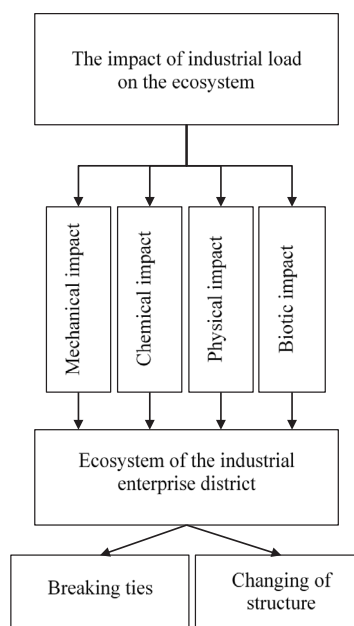 The impact of industrial load
on the ecosystem
Mechanical impact
Chemical impact
Physical impact
Biotic impact
Ecosystem of the industrial
enterprise district
Breaking ties
Changing of
structure